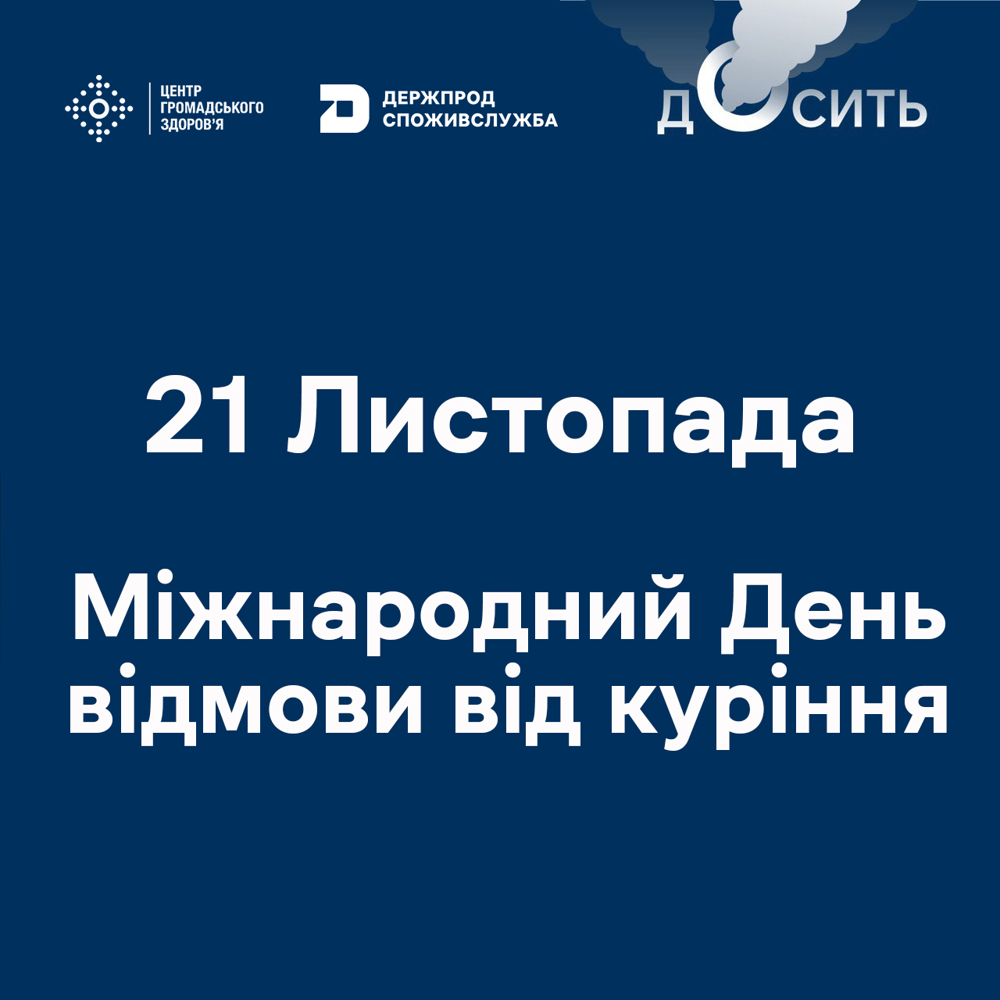 ЦЕНТР
ГРОМАДСЬКОГО
ЗДОРОВ'Я
ДЕРЖПРОД
СПОЖИВСЛУЖБА
ДОСИТЬ
21 Листопада
Міжнародний День
відмови від куріння